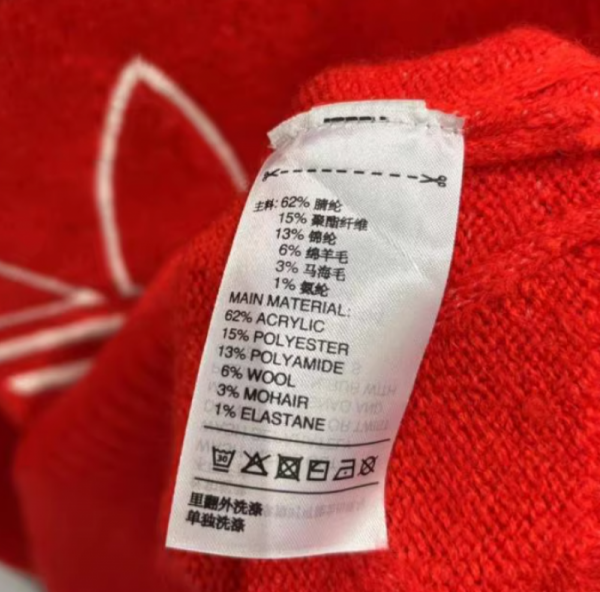 主料: 62% 腈纶
15% 聚酯纤维
13% 锦纶
6% 绵羊毛
3% 马海毛
1% 氨纶
MAIN MATERIAL:
62% ACRYLIC
15% POLYESTER
13% POLYAMIDE
6% WOOL
3% MOHAIR
1% ELASTANE
30
里翻外洗涤
单独洗涤